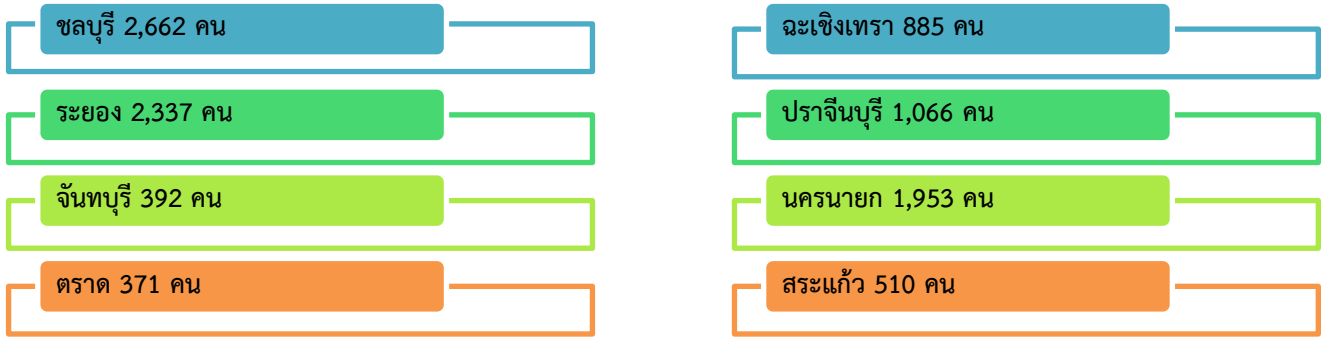 ชลบุรี 2,662 คน
ระยอง 2,337 คน
จันทบุรี 392 คน
ตราด 371 คน
ฉะเชิงเทรา 885 คน
ปราจีนบุรี 1,066 คน
นครนายก 1,953 คน
สระแก้ว 510 คน